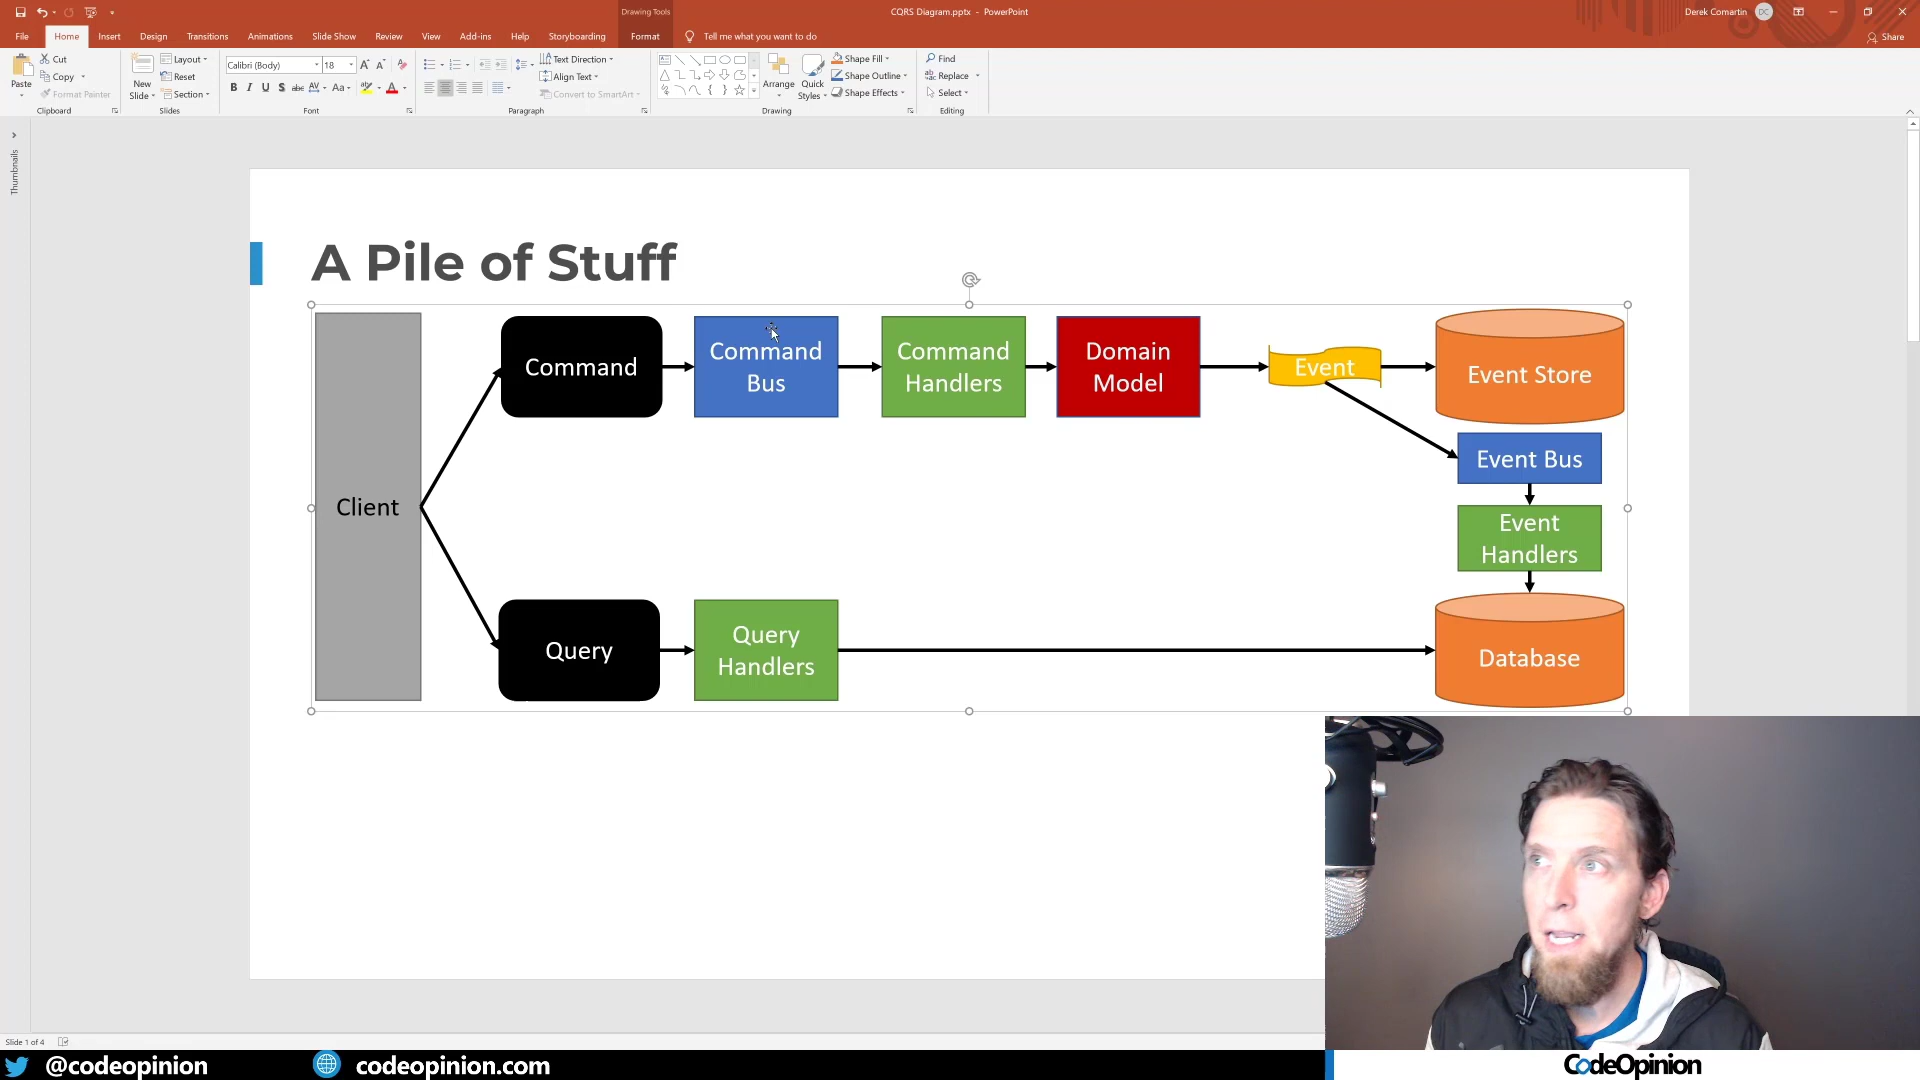 Drawing Tools
CQRS Diagram.pptx - PowerPoint
Derek Comartin
DC
File
Home
Insert
Design
Transitions
Animations
Slide Show
Review
View
Add-ins
Help
Storyboarding
Format
Tell me what you want to do
Share
Paste
Cut
Copy
Format Painter
Clipboard
New
Slide
Layout
Reset
Section
Slides
Calibri (Body)
18
B I U S abc AV Aa A
Font
Text Direction
Align Text
Convert to SmartArt
Paragraph
Arrange
Quick
Styles
Shape Fill
Shape Outline
Shape Effects
Drawing
Find
Replace
Select
Editing
Thumbnails
A Pile of Stuff
Client
Command
Command
Bus
Command
Handlers
Domain
Model
Event
Event Store
Event Bus
Event
Handlers
Query
Query
Handlers
Database
Slide 1 of 4
@codeopinion
codeopinion.com
CodeOpinion